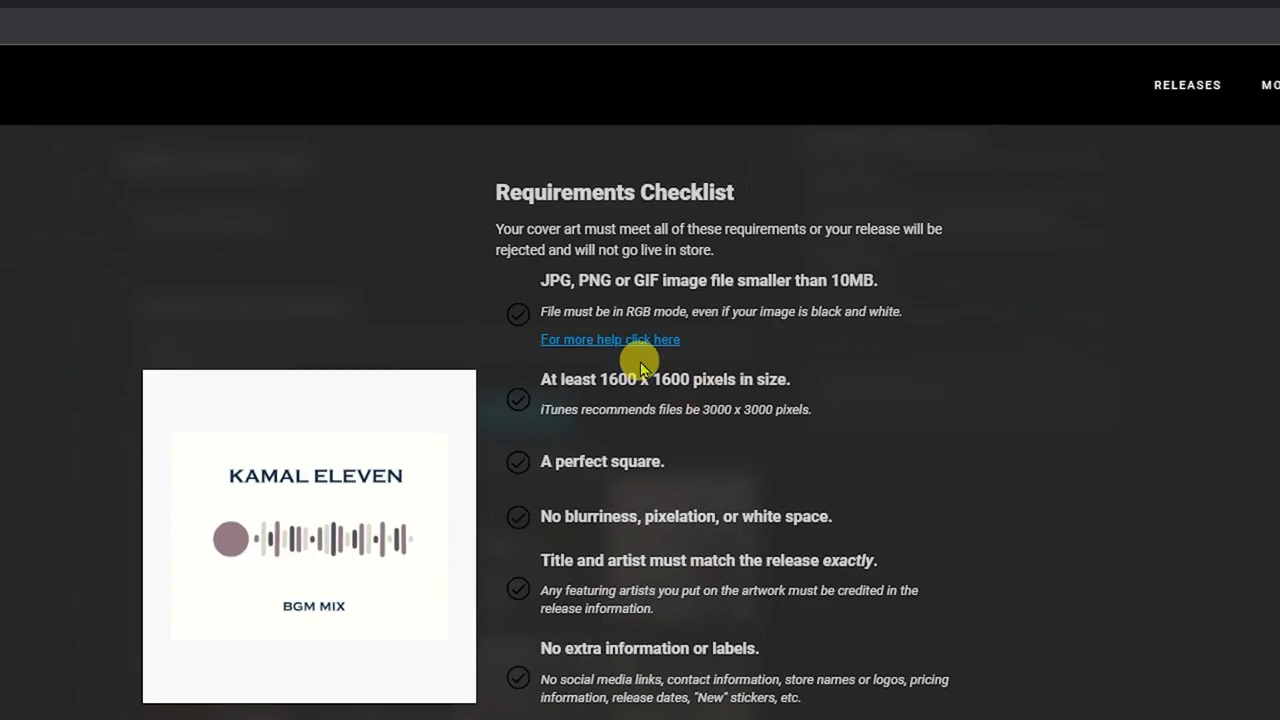 RELEASES
MO
Requirements Checklist
Your cover art must meet all of these requirements or your release will be
rejected and will not go live in store.
JPG, PNG or GIF image file smaller than 10MB.
File must be in RGB mode, even if your image is black and white.
For more help click here
At least 1600 x 1600 pixels in size.
iTunes recommends files be 3000 x 3000 pixels.
A perfect square.
No blurriness, pixelation, or white space.
Title and artist must match the release exactly.
Any featuring artists you put on the artwork must be credited in the
release information.
No extra information or labels.
No social media links, contact information, store names or logos, pricing
information, release dates, "New" stickers, etc.
KAMAL ELEVEN
BGM MIX